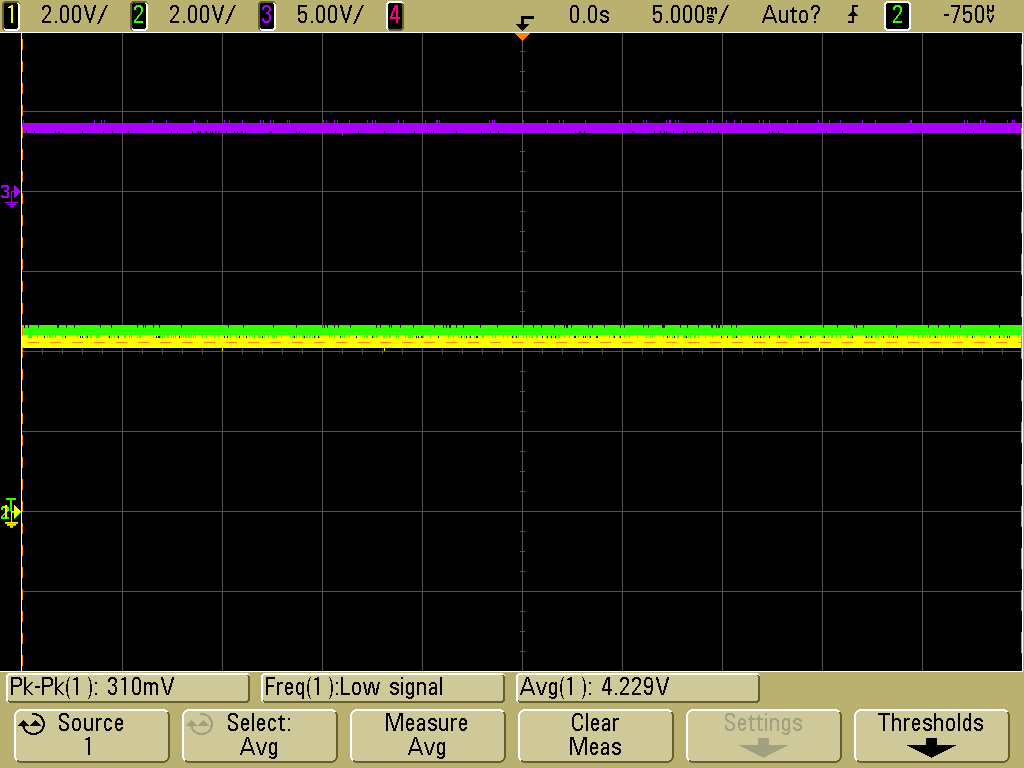 1 2.00V/ 2 2.00V/ 3 5.00V/ 4 0.0s 5.000ms/ Auto? 2 -750V
3
2
Pk-Pk(1): 310mV Freq(1):Low signal Avg(1): 4.229V
Source Select: Measure Clear Settings Thresholds
1 Avg Avg Meas